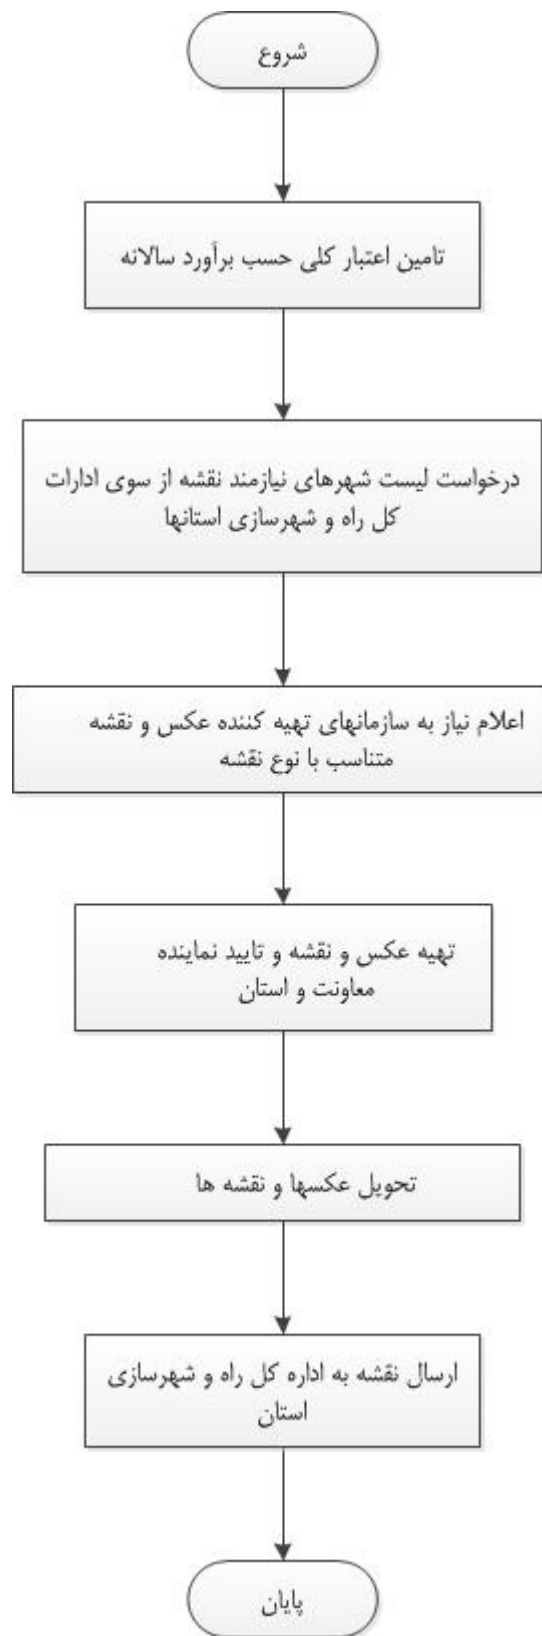 شروع
تامین اعتبار کلی حسب برآورد سالانه
درخواست لیست شهرهای نیازمند نقشه از سوی ادارات
کل راه و شهرسازی استانها
اعلام نیاز به سازمانهای تهیه کننده عکس و نقشه
متناسب با نوع نقشه
تهیه عکس و نقشه و تایید نماینده
معاونت و استان
تحویل عکسها و نقشه ها
ارسال نقشه به اداره کل راه و شهرسازی
استان
پایان